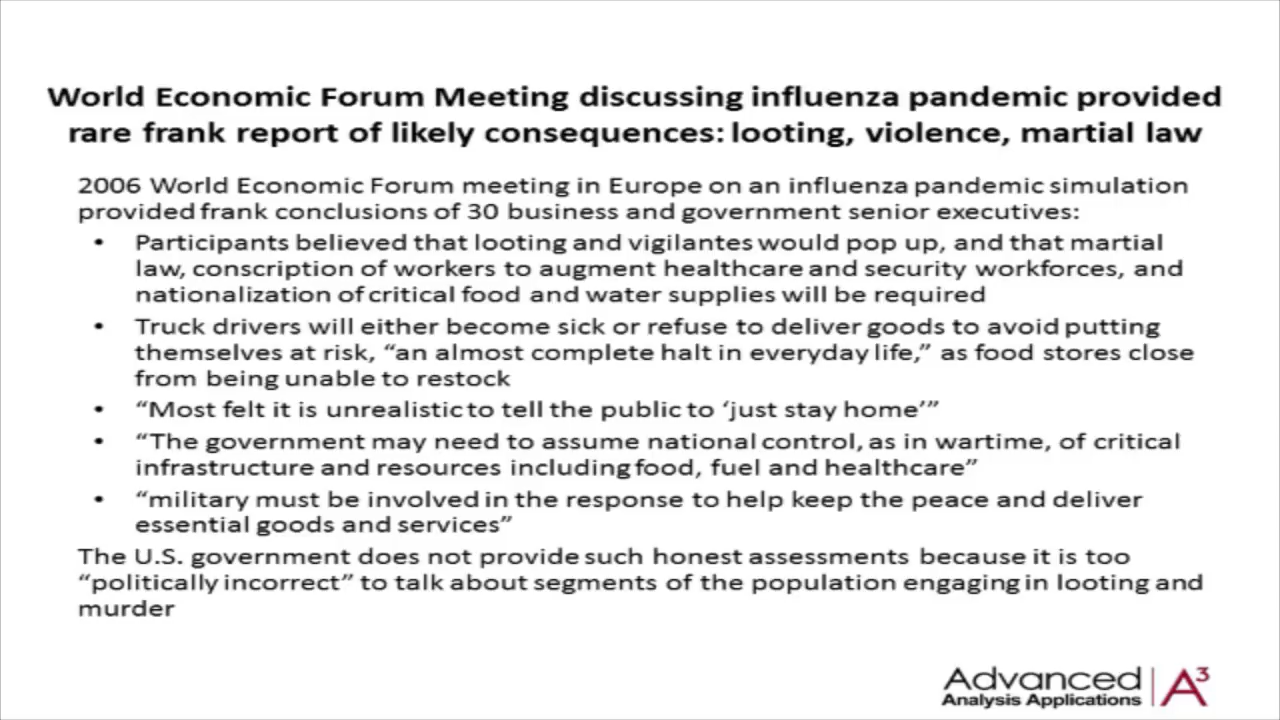 World Economic Forum Meeting discussing influenza pandemic provided
rare frank report of likely consequences: looting, violence, martial law
2006 World Economic Forum meeting in Europe on an influenza pandemic simulation
provided frank conclusions of 30 business and government senior executives:
• Participants believed that looting and vigilantes would pop up, and that martial
law, conscription of workers to augment healthcare and security workforces, and
nationalization of critical food and water supplies will be required
• Truck drivers will either become sick or refuse to deliver goods to avoid putting
themselves at risk, “an almost complete halt in everyday life,” as food stores close
from being unable to restock
• “Most felt it is unrealistic to tell the public to ‘just stay home’”
• “The government may need to assume national control, as in wartime, of critical
infrastructure and resources including food, fuel and healthcare”
• “military must be involved in the response to help keep the peace and deliver
essential goods and services”
The U.S. government does not provide such honest assessments because it is too
“politically incorrect” to talk about segments of the population engaging in looting and
murder
Advanced
Analysis Applications
A³